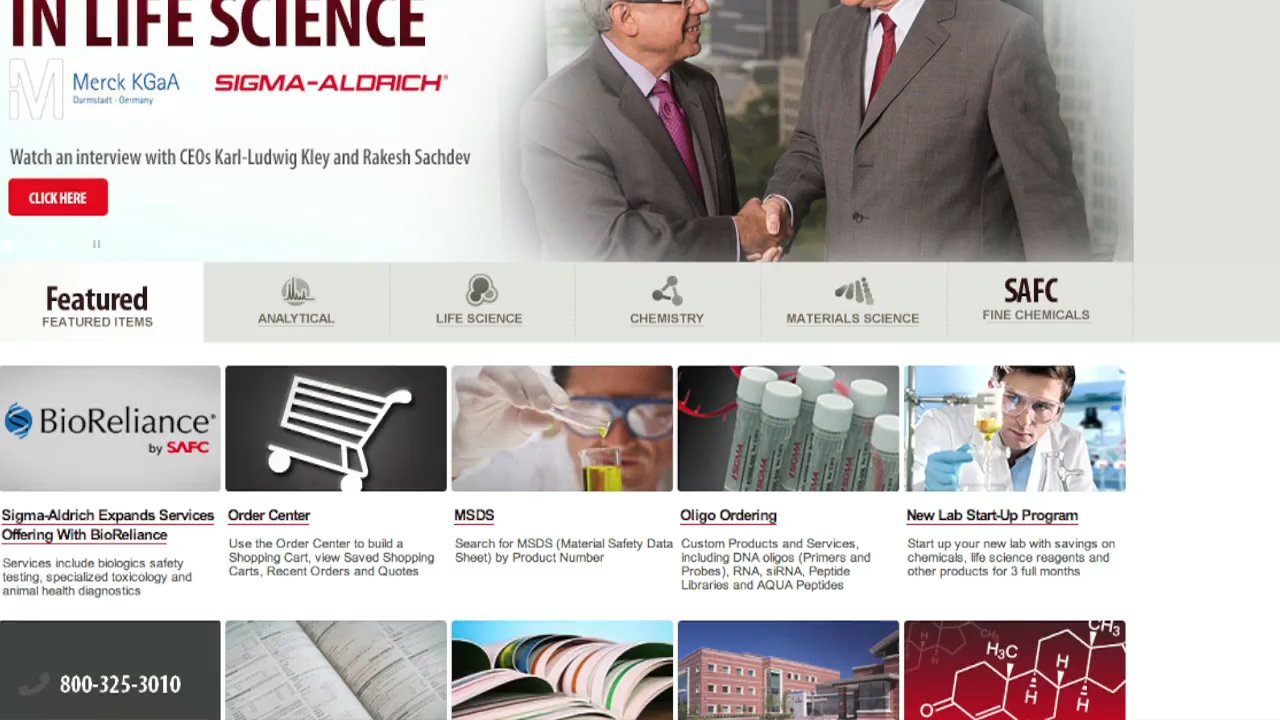 IN LIFE SCIENCE
Merck KGaA
Darmstadt · Germany
SIGMA-ALDRICH®
Watch an interview with CEOs Karl-Ludwig Kley and Rakesh Sachdev
CLICK HERE
Featured
FEATURED ITEMS
ANALYTICAL
LIFE SCIENCE
CHEMISTRY
MATERIALS SCIENCE
SAFC
FINE CHEMICALS
BioReliance®
by SAFC
SIGMA
SIGMA
SIGMA
SIGMA
Sigma-Aldrich Expands Services
Offering With BioReliance
Services include biologics safety
testing, specialized toxicology and
animal health diagnostics
Order Center
Use the Order Center to build a
Shopping Cart, view Saved Shopping
Carts, Recent Orders and Quotes
MSDS
Search for MSDS (Material Safety Data
Sheet) by Product Number
Oligo Ordering
Custom Products and Services,
including DNA oligos (Primers and
Probes), RNA, siRNA, Peptide
Libraries and AQUA Peptides
New Lab Start-Up Program
Start up your new lab with savings on
chemicals, life science reagents and
other products for 3 full months
800-325-3010
CH3
H3C
H
H
H
O